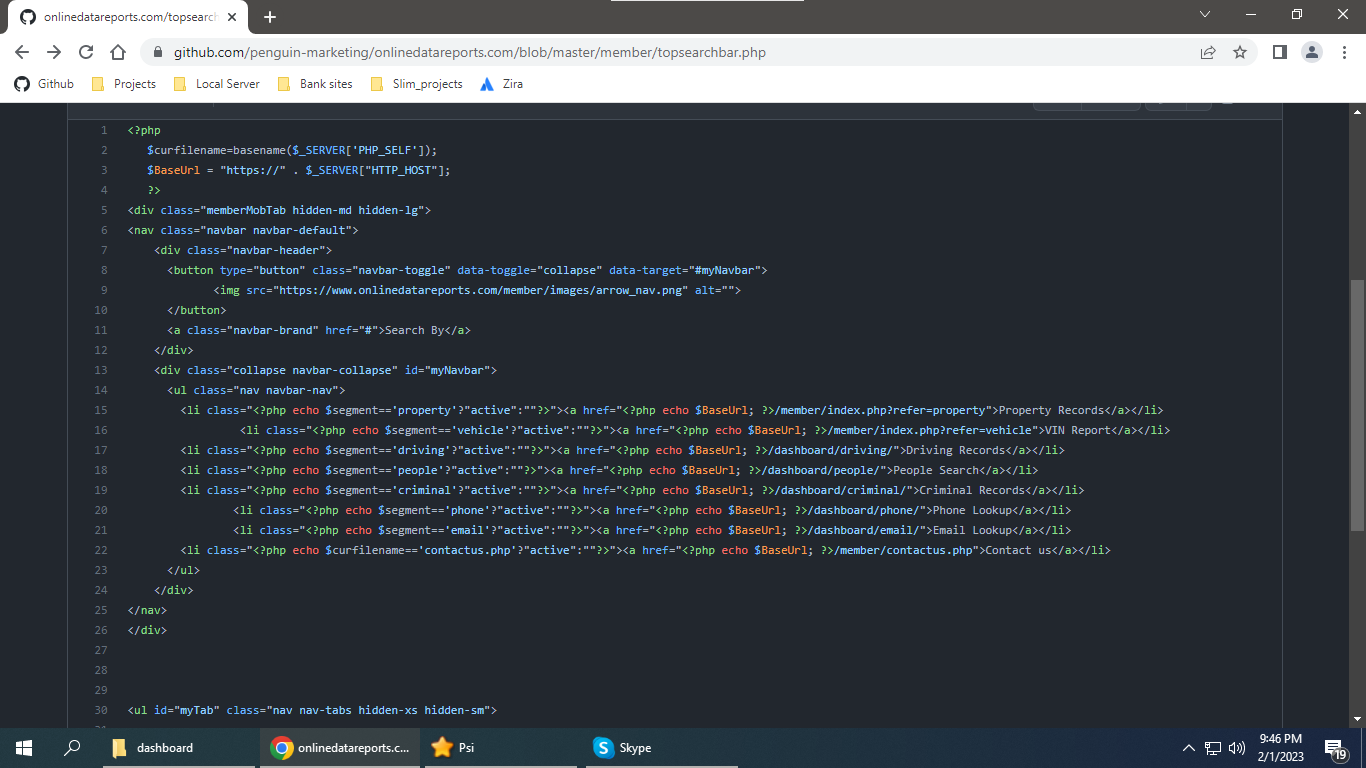 onlinedatareports.com/topsearch
github.com/penguin-marketing/onlinedatareports.com/blob/master/member/topsearchbar.php
Github Projects Local Server Bank sites Slim_projects Zira
1 <?php
2 $curfilename=basename($_SERVER['PHP_SELF']);
3 $BaseUrl = "https://" . $_SERVER["HTTP_HOST"];
4 ?>
5 <div class="memberMobTab hidden-md hidden-lg">
6 <nav class="navbar navbar-default">
7 <div class="navbar-header">
8 <button type="button" class="navbar-toggle" data-toggle="collapse" data-target="#myNavbar">
9 <img src="https://www.onlinedatareports.com/member/images/arrow_nav.png" alt="">
10 </button>
11 <a class="navbar-brand" href="#">Search By</a>
12 </div>
13 <div class="collapse navbar-collapse" id="myNavbar">
14 <ul class="nav navbar-nav">
15 <li class="<?php echo $segment=='property'?"active":""?>"><a href="<?php echo $BaseUrl; ?>/member/index.php?refer=property">Property Records</a></li>
16 <li class="<?php echo $segment=='vehicle'?"active":""?>"><a href="<?php echo $BaseUrl; ?>/member/index.php?refer=vehicle">VIN Report</a></li>
17 <li class="<?php echo $segment=='driving'?"active":""?>"><a href="<?php echo $BaseUrl; ?>/dashboard/driving/">Driving Records</a></li>
18 <li class="<?php echo $segment=='people'?"active":""?>"><a href="<?php echo $BaseUrl; ?>/dashboard/people/">People Search</a></li>
19 <li class="<?php echo $segment=='criminal'?"active":""?>"><a href="<?php echo $BaseUrl; ?>/dashboard/criminal/">Criminal Records</a></li>
20 <li class="<?php echo $segment=='phone'?"active":""?>"><a href="<?php echo $BaseUrl; ?>/dashboard/phone/">Phone Lookup</a></li>
21 <li class="<?php echo $segment=='email'?"active":""?>"><a href="<?php echo $BaseUrl; ?>/dashboard/email/">Email Lookup</a></li>
22 <li class="<?php echo $curfilename=='contactus.php'?"active":""?>"><a href="<?php echo $BaseUrl; ?>/member/contactus.php">Contact us</a></li>
23 </ul>
24 </div>
25 </nav>
26 </div>
27
28
29
30 <ul id="myTab" class="nav nav-tabs hidden-xs hidden-sm">
dashboard onlinedatareports.c... Psi Skype 9:46 PM
2/1/2023 19